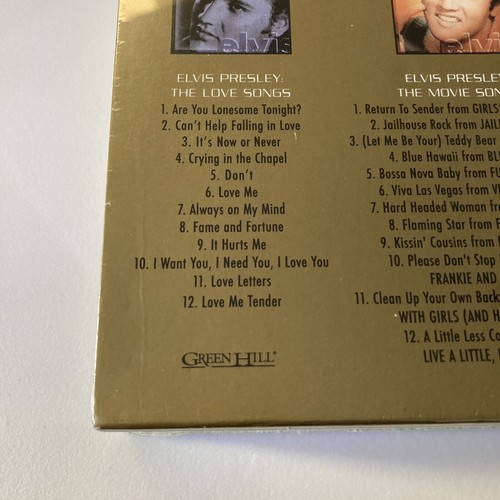 elvis
ELVIS PRESLEY:
THE LOVE SONGS
1. Are You Lonesome Tonight?
2. Can't Help Falling in Love
3. It's Now or Never
4. Crying in the Chapel
5. Don't
6. Love Me
7. Always on My Mind
8. Fame and Fortune
9. It Hurts Me
10. I Want You, I Need You, I Love You
11. Love Letters
12. Love Me Tender
GREEN HILL
elvis
ELVIS PRESLEY
THE MOVIE SON
1. Return To Sender from GIRLS
2. Jailhouse Rock from JAIL
3. (Let Me Be Your) Teddy Bear
4. Blue Hawaii from BL
5. Bossa Nova Baby from FU
6. Viva Las Vegas from V
7. Hard Headed Woman fr
8. Flaming Star from F
9. Kissin' Cousins from
10. Please Don't Stop
FRANKIE AND
11. Clean Up Your Own Back
WITH GIRLS (AND H
12. A Little Less Co
LIVE A LITTLE,